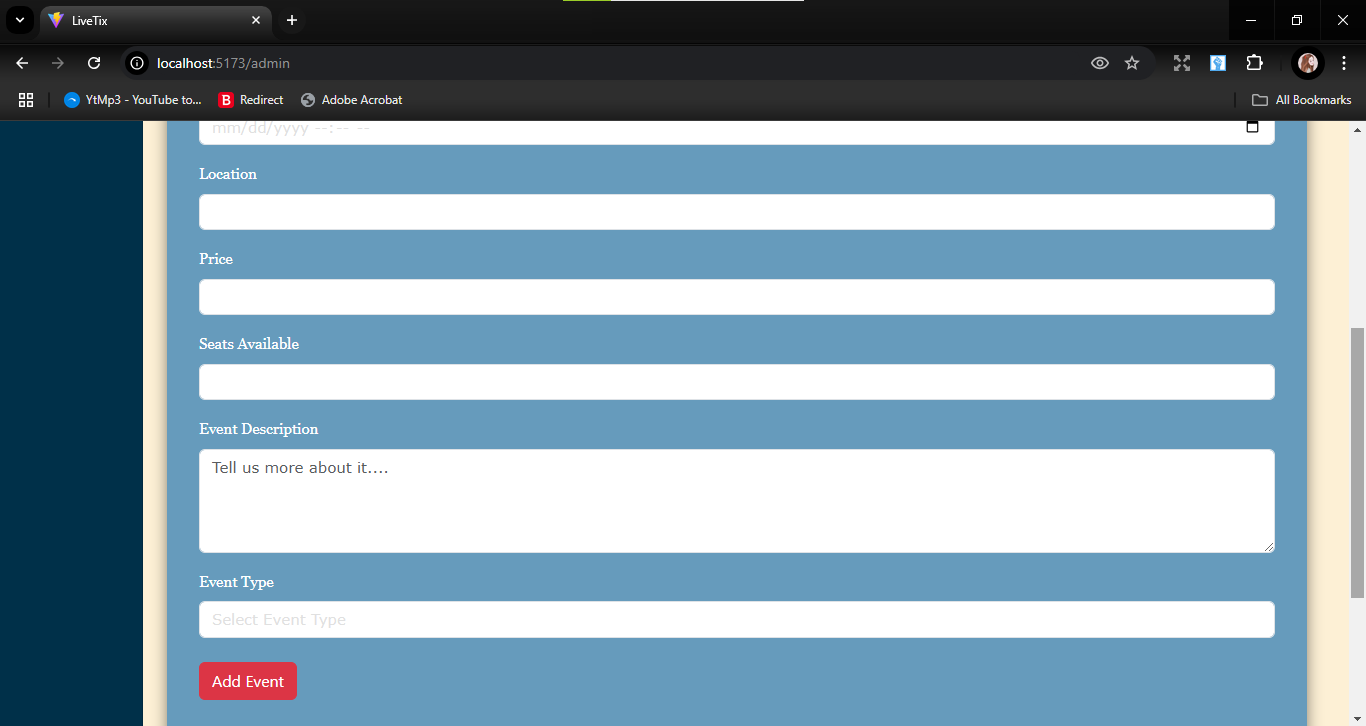 LiveTix
localhost:5173/admin
YtMp3 - YouTube to...
B Redirect
Adobe Acrobat
All Bookmarks
mm/dd/yyyy --:-- --
Location
Price
Seats Available
Event Description
Tell us more about it....
Event Type
Select Event Type
Add Event